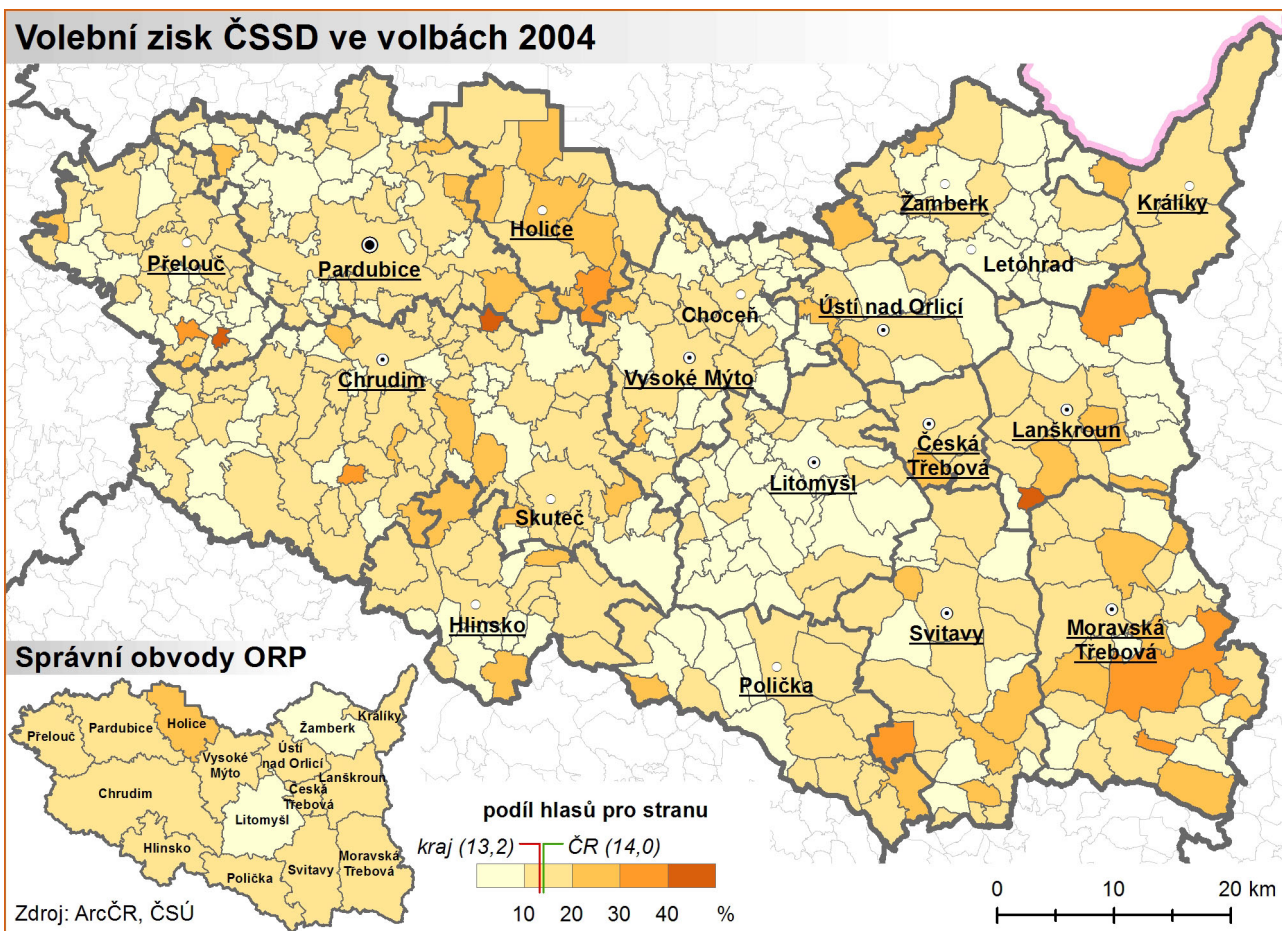 Volební zisk ČSSD ve volbách 2004
Žamberk
Králíky
Holice
Přelouč
Pardubice
Letohrad
Choceň
Ústí nad Orlicí
Chrudim
Vysoké Mýto
Lanškroun
Česká
Třebová
Litomyšl
Skuteč
Hlinsko
Svitavy
Moravská
Třebová
Polička
Správní obvody ORP
Přelouč
Pardubice
Holice
Žamberk
Králíky
Vysoké
Mýto
Ústí
nad Orlicí
Lanškroun
Chrudim
Česká
Třebová
Litomyšl
Hlinsko
Polička
Svitavy
Moravská
Třebová
podíl hlasů pro stranu
kraj (13,2)
ČR (14,0)
10 20 30 40 %
Zdroj: ArcČR, ČSÚ
0 10 20 km